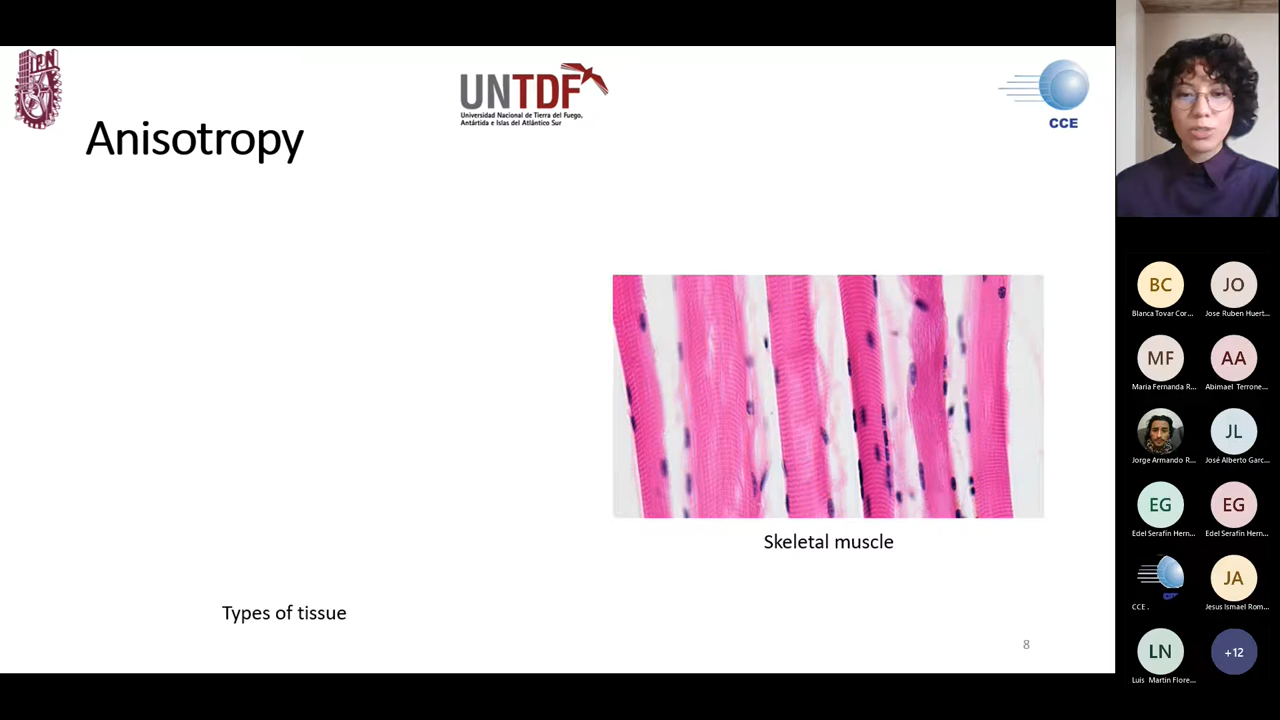 IPN
UNTDF
Universidad Nacional de Tierra del Fuego,
Antártida e Islas del Atlántico Sur
CCE
Anisotropy
Skeletal muscle
Types of tissue
8
BC
JO
Blanca Tovar Cor...
Jose Ruben Huert...
MF
AA
Maria Fernanda R...
Abimael Terrone...
JL
Jorge Armando R...
José Alberto Garc...
EG
EG
Edel Serafin Hern...
Edel Serafin Hern...
JA
CCE .
Jesus Ismael Rom...
LN
+12
Luis Martin Flore...